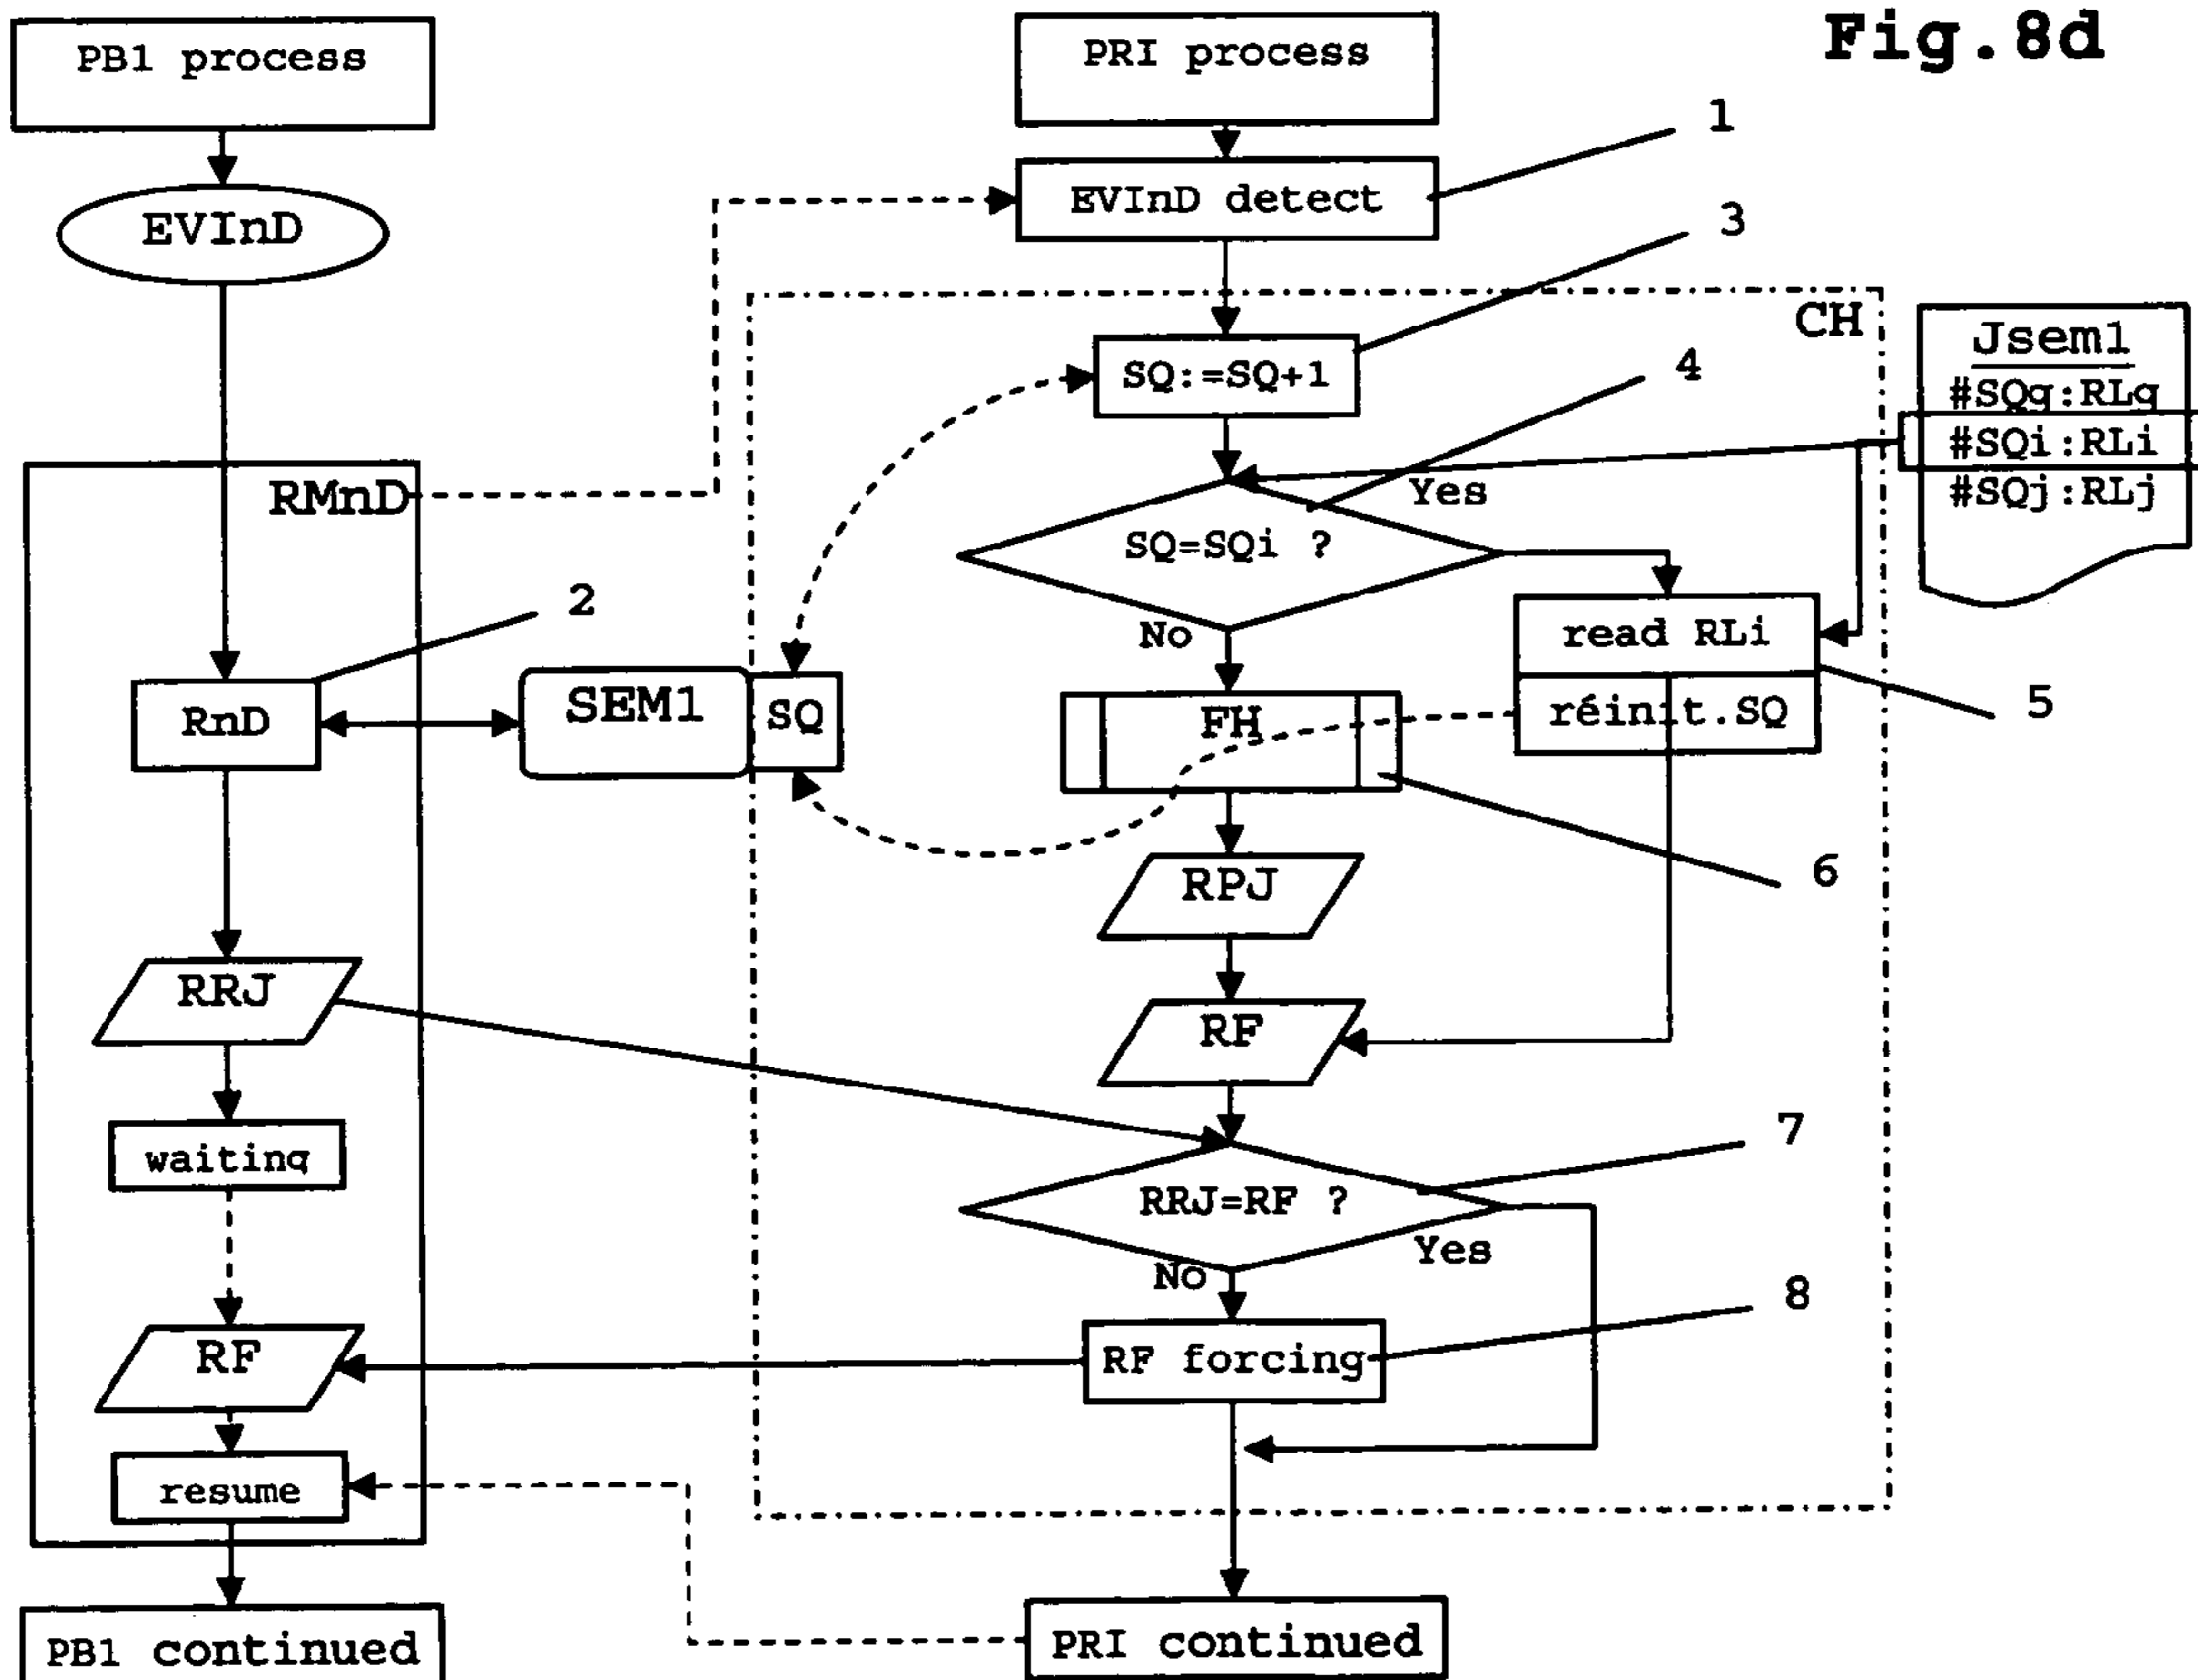 Fig.8d
PB1 process
PRI process
1
EVInD
EVInD detect
3
CH
SQ:=SQ+1
4
Jsem1
#SQg:RLg
#SQi:RLi
#SQj:RLj
RMnD
Yes
SQ=SQi ?
2
No
read RLi
RnD
SEM1
SQ
FH
réinit.SQ
5
RPJ
6
RRJ
RF
waiting
7
RRJ=RF ?
Yes
No
8
RF
RF forcing
resume
PB1 continued
PRI continued